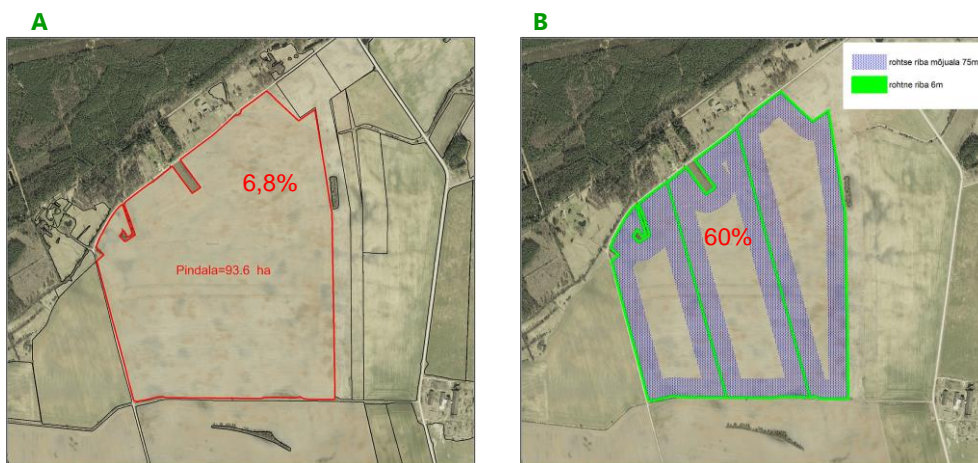 A
B
6,8%
Pindala=93.6 ha
rohtse riba mõjuala 75m
rohtne riba 6m
60%